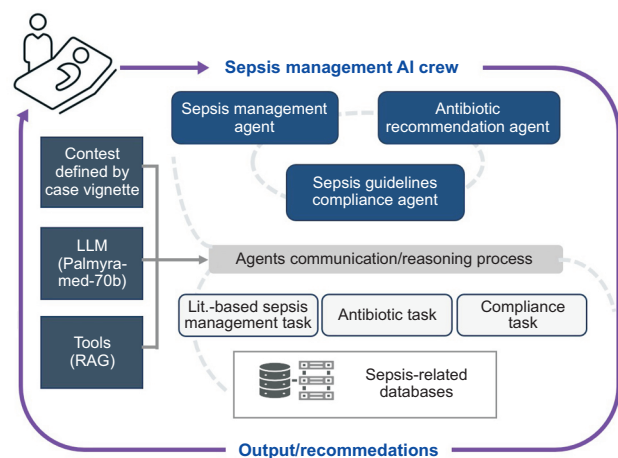 Sepsis management AI crew
Sepsis management
agent
Antibiotic
recommendation agent
Sepsis guidelines
compliance agent
Contest
defined by
case vignette
LLM
(Palmyra-
med-70b)
Tools
(RAG)
Agents communication/reasoning process
Lit.-based sepsis
management task
Antibiotic task
Compliance
task
Sepsis-related
databases
Output/recommedations